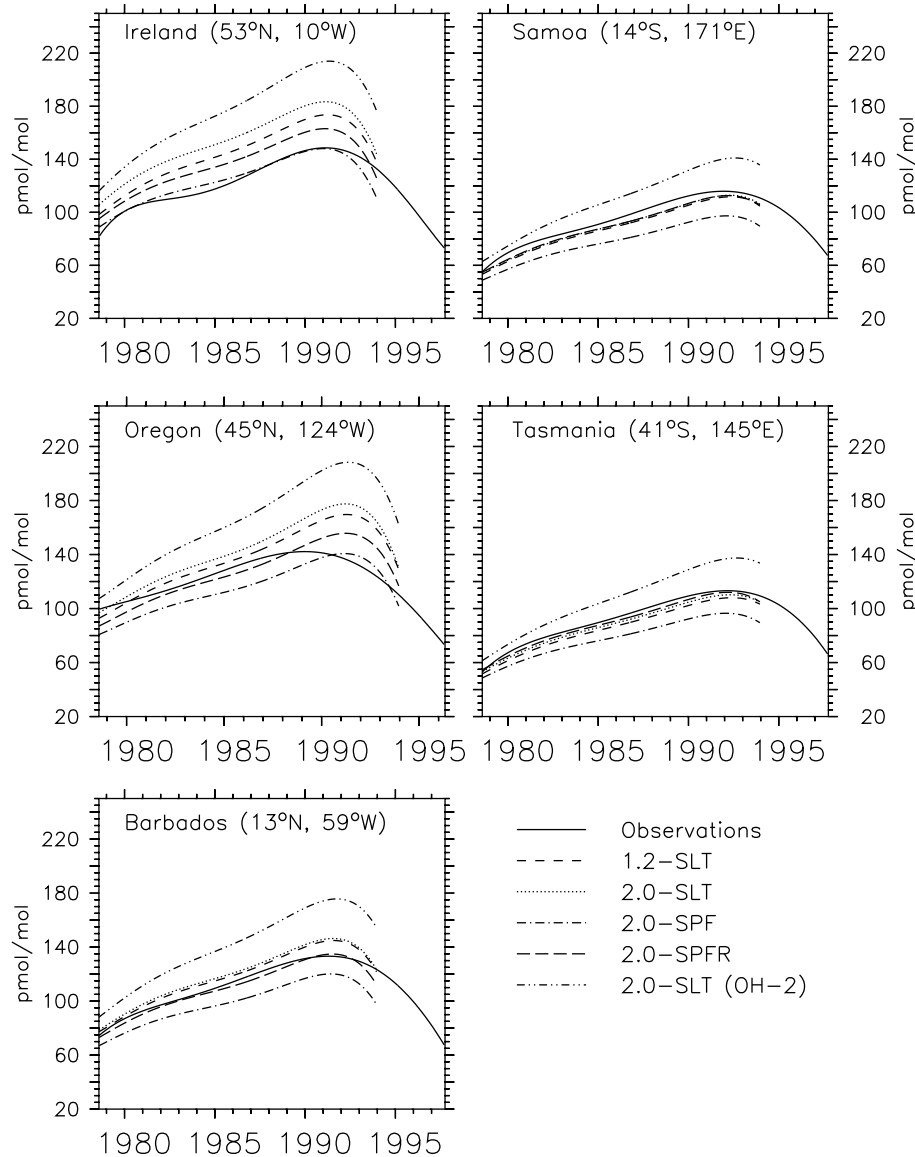 Ireland (53°N, 10°W)
220
180
140
100
60
20
pmol/mol
1980 1985 1990 1995
Samoa (14°S, 171°E)
220
180
140
100
60
20
pmol/mol
1980 1985 1990 1995
Oregon (45°N, 124°W)
220
180
140
100
60
20
pmol/mol
1980 1985 1990 1995
Tasmania (41°S, 145°E)
220
180
140
100
60
20
pmol/mol
1980 1985 1990 1995
Barbados (13°N, 59°W)
220
180
140
100
60
20
pmol/mol
1980 1985 1990 1995
Observations
1.2-SLT
2.0-SLT
2.0-SPF
2.0-SPFR
2.0-SLT (OH-2)